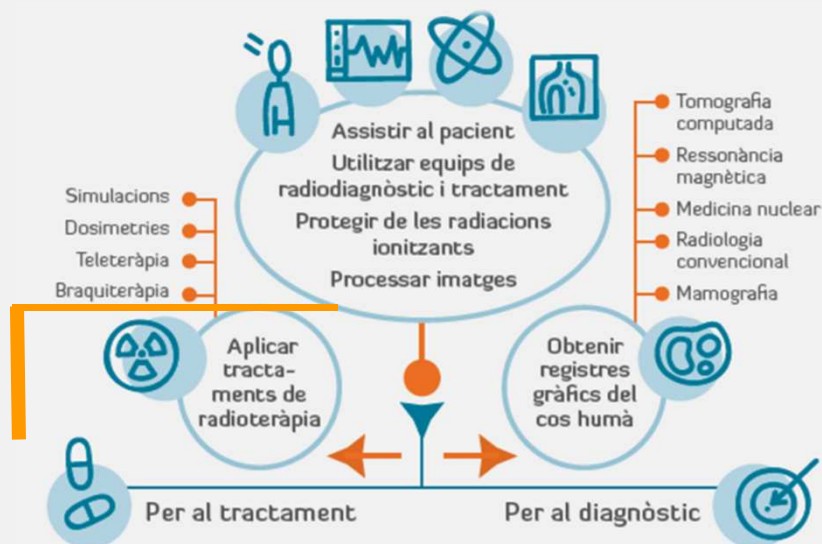 Assistir al pacient
Utilitzar equips de
radiodiagnòstic i tractament
Protegir de les radiacions
ionitzants
Processar imatges
Simulacions
Dosimetries
Teleteràpia
Braquiteràpia
Tomografia
computada
Ressonància
magnètica
Medicina nuclear
Radiologia
convencional
Mamografia
Aplicar
tracta-
ments de
radioteràpia
Obtenir
registres
gràfics del
cos humà
Per al tractament
Per al diagnòstic